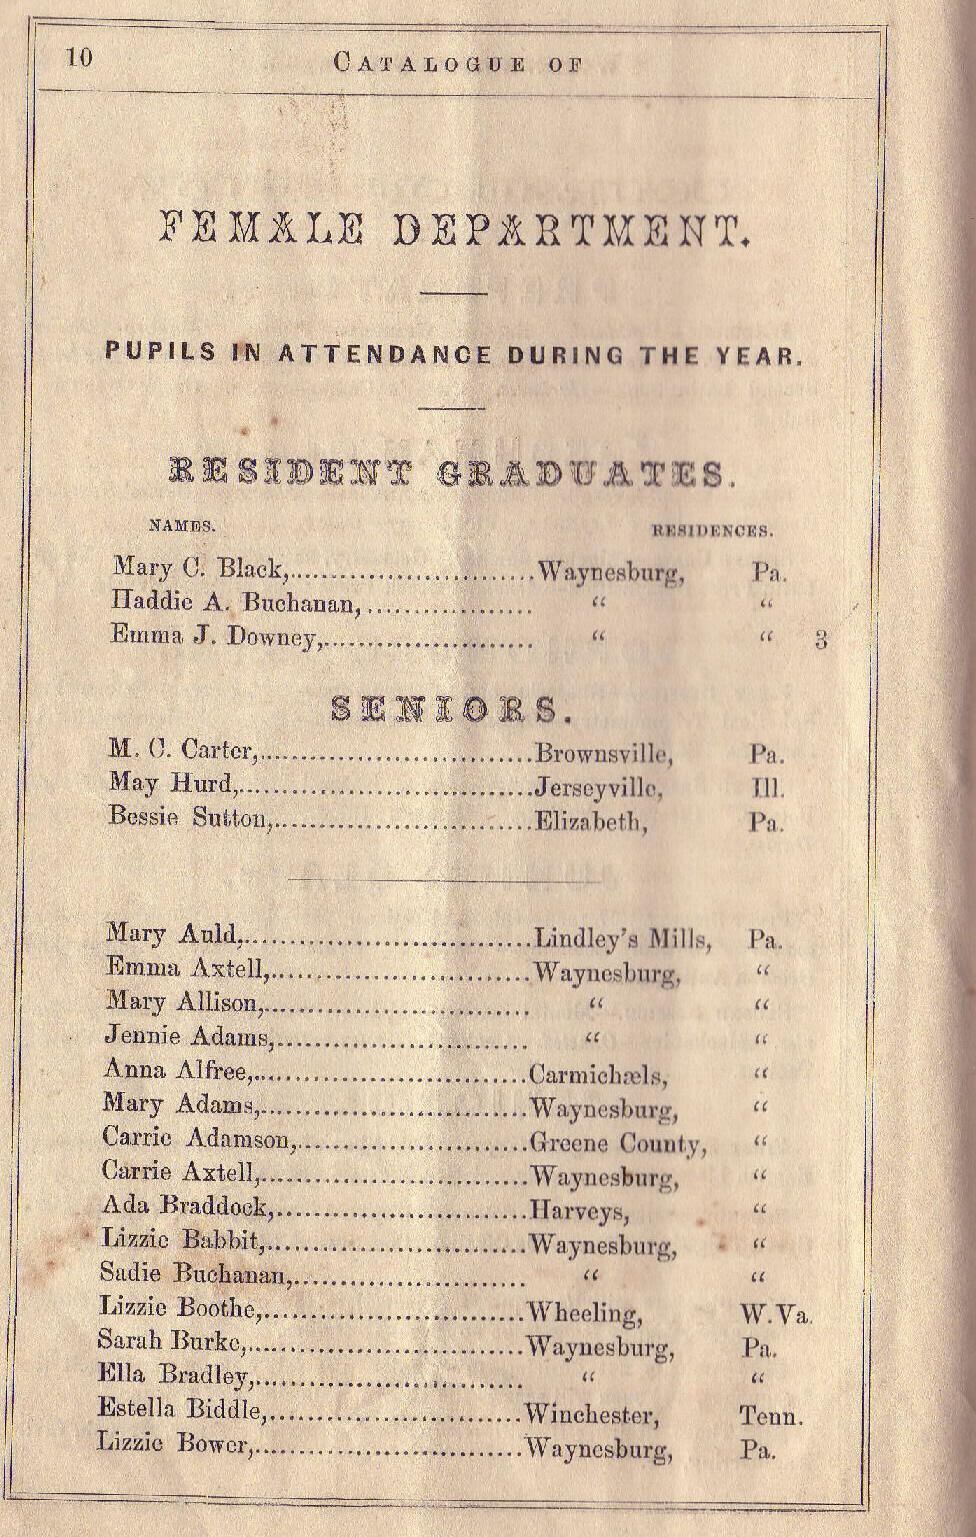 10 CATALOGUE OF
FEMALE DEPARTMENT.
PUPILS IN ATTENDANCE DURING THE YEAR.
RESIDENT GRADUATES.
NAMES. RESIDENCES.
Mary C. Black,..........................Waynesburg, Pa.
Haddie A. Buchanan,.................. “ “
Emma J. Downey,...................... “ “ 3
SENIORS.
M. C. Carter,............................Brownsville, Pa.
May Hurd,..............................Jerseyville, Ill.
Bessie Sutton,..........................Elizabeth, Pa.
Mary Auld,.............................Lindley's Mills, Pa.
Emma Axtell,..........................Waynesburg, “
Mary Allison,.......................... “ “
Jennie Adams,......................... “ “
Anna Alfree,...........................Carmichæls, “
Mary Adams,..........................Waynesburg, “
Carrie Adamson,......................Greene County, “
Carrie Axtell,..........................Waynesburg, “
Ada Braddock,.........................Harveys, “
Lizzie Babbit,..........................Waynesburg, “
Sadie Buchanan,....................... “ “
Lizzie Boothe,..........................Wheeling, W.Va.
Sarah Burke,............................Waynesburg, Pa.
Ella Bradley,........................... “ “
Estella Biddle,.........................Winchester, Tenn.
Lizzie Bower,...........................Waynesburg, Pa.